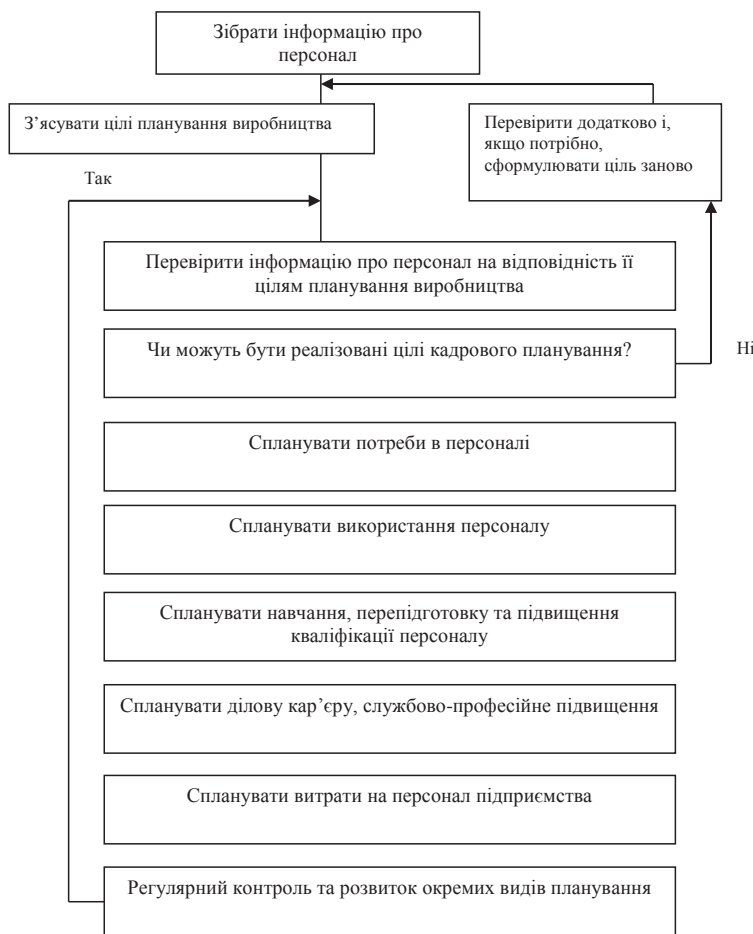 Зібрати інформацію про
персонал
З’ясувати цілі планування виробництва
Перевірити додатково і,
якщо потрібно,
сформулювати ціль заново
Так
Перевірити інформацію про персонал на відповідність її
цілям планування виробництва
Чи можуть бути реалізовані цілі кадрового планування?
Ні
Спланувати потреби в персоналі
Спланувати використання персоналу
Спланувати навчання, перепідготовку та підвищення
кваліфікації персоналу
Спланувати ділову кар’єру, службово-професійне підвищення
Спланувати витрати на персонал підприємства
Регулярний контроль та розвиток окремих видів планування